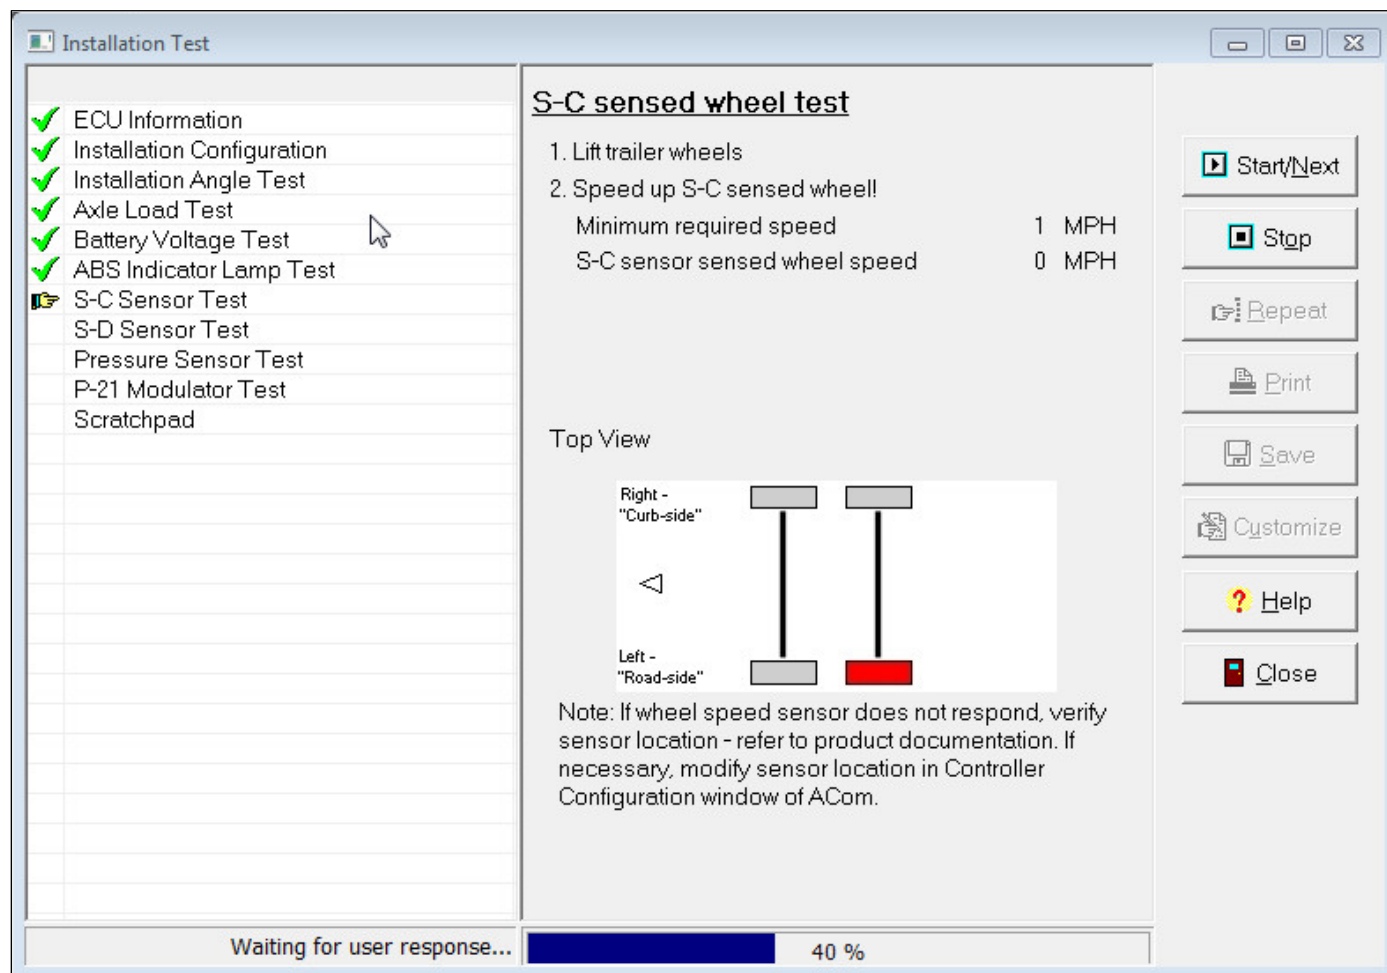 Installation Test
ECU Information
Installation Configuration
Installation Angle Test
Axle Load Test
Battery Voltage Test
ABS Indicator Lamp Test
S-C Sensor Test
S-D Sensor Test
Pressure Sensor Test
P-21 Modulator Test
Scratchpad
Waiting for user response...
S-C sensed wheel test
1. Lift trailer wheels
2. Speed up S-C sensed wheel!
Minimum required speed 1 MPH
S-C sensor sensed wheel speed 0 MPH
Top View
Right -
"Curb-side"
Left -
"Road-side"
Note: If wheel speed sensor does not respond, verify
sensor location - refer to product documentation. If
necessary, modify sensor location in Controller
Configuration window of ACom.
40 %
Start/Next
Stop
Repeat
Print
Save
Customize
? Help
Close